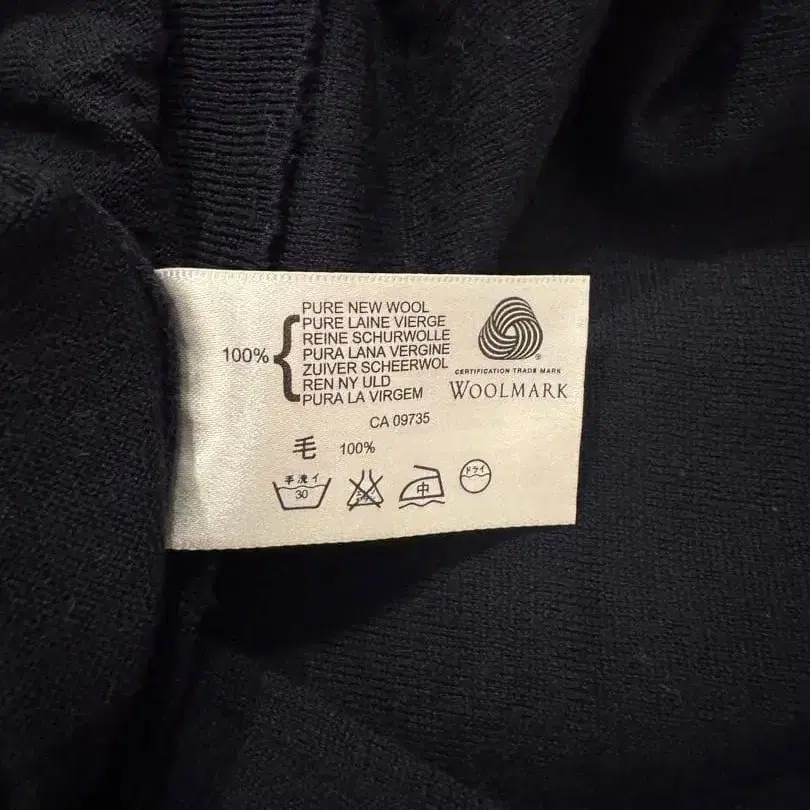 100%
PURE NEW WOOL
PURE LAINE VIERGE
REINE SCHURWOLLE
PURA LANA VERGINE
ZUIVER SCHEERWOL
REN NY ULD
PURA LA VIRGEM
®
CERTIFICATION TRADE MARK
WOOLMARK
CA 09735
毛 100%
手洗イ
30
中
ドライ